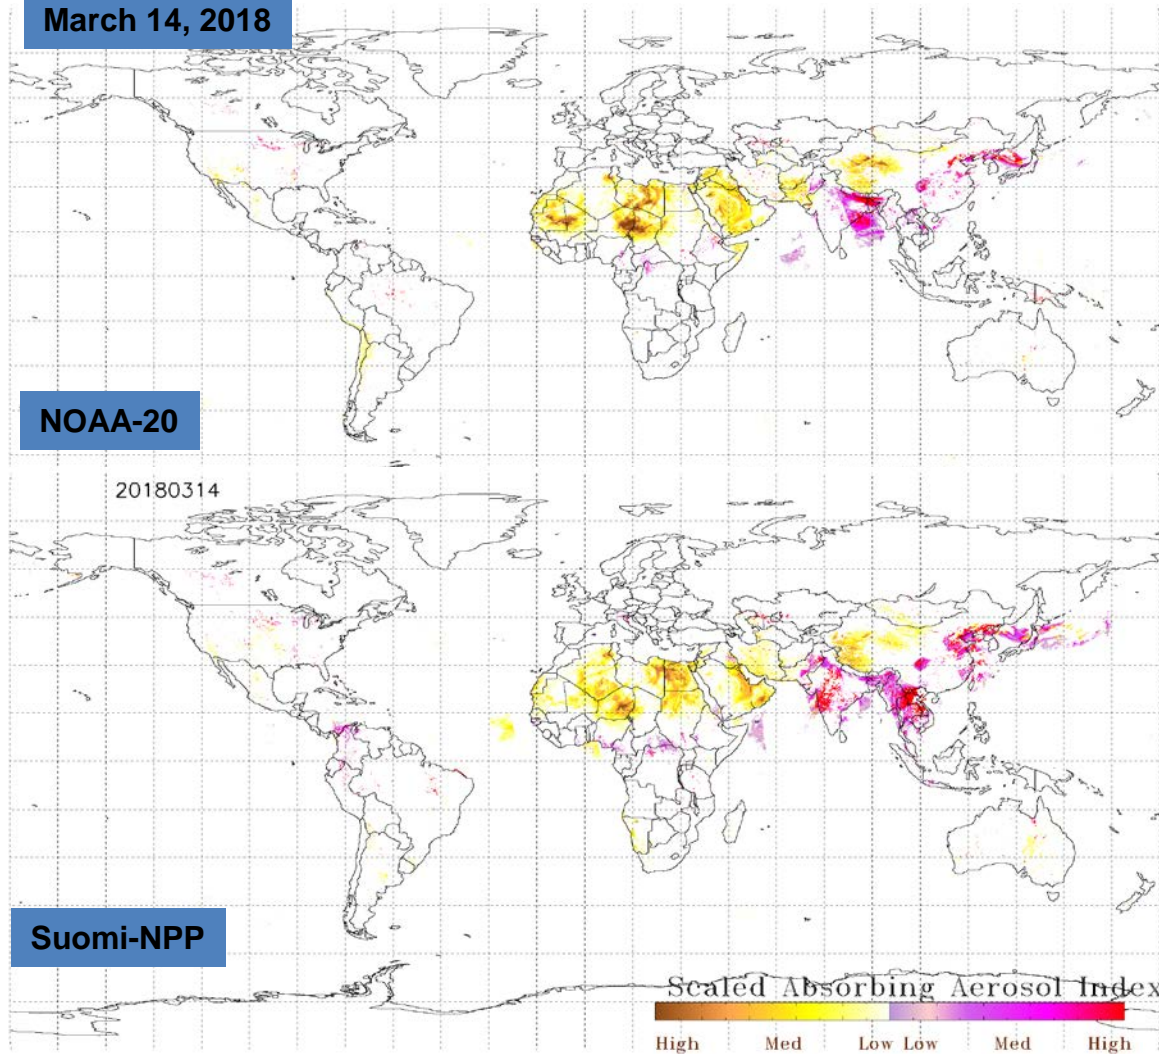 March 14, 2018
NOAA-20
20180314
Suomi-NPP
Scaled Absorbing Aerosol Index
High Med Low Low Med High